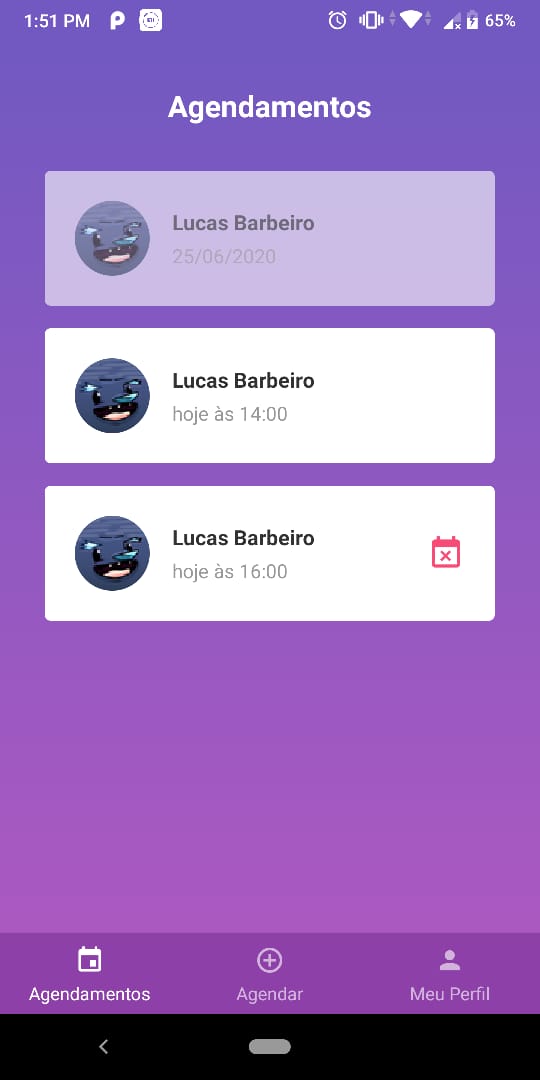 1:51 PM
65%
Agendamentos
Lucas Barbeiro
25/06/2020
Lucas Barbeiro
hoje às 14:00
Lucas Barbeiro
hoje às 16:00
Agendamentos
Agendar
Meu Perfil